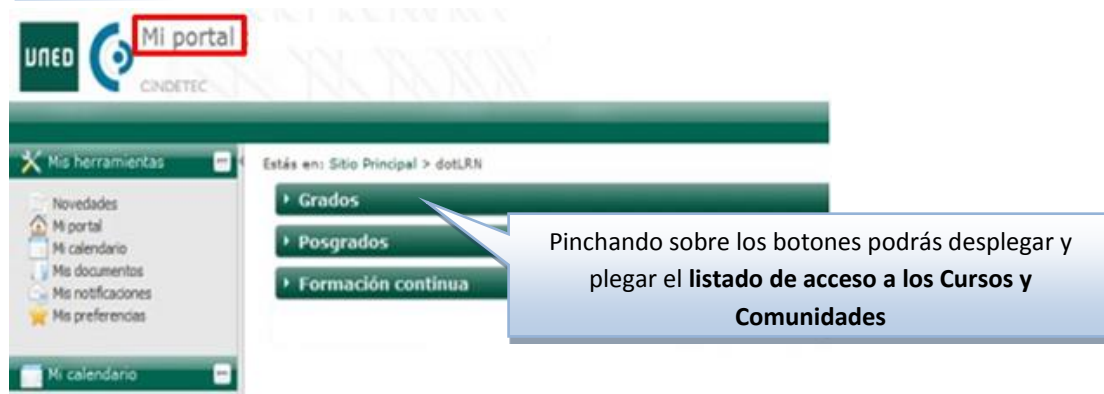 Mi portal
UNED
CINDETEC
Mis herramientas
Estás en: Sitio Principal > dotLRN
Novedades
Mi portal
Mi calendario
Mis documentos
Mis notificaciones
Mis preferencias
Grados
Posgrados
Formación continua
Pinchando sobre los botones podrás desplegar y
plegar el listado de acceso a los Cursos y
Comunidades
Mi calendario